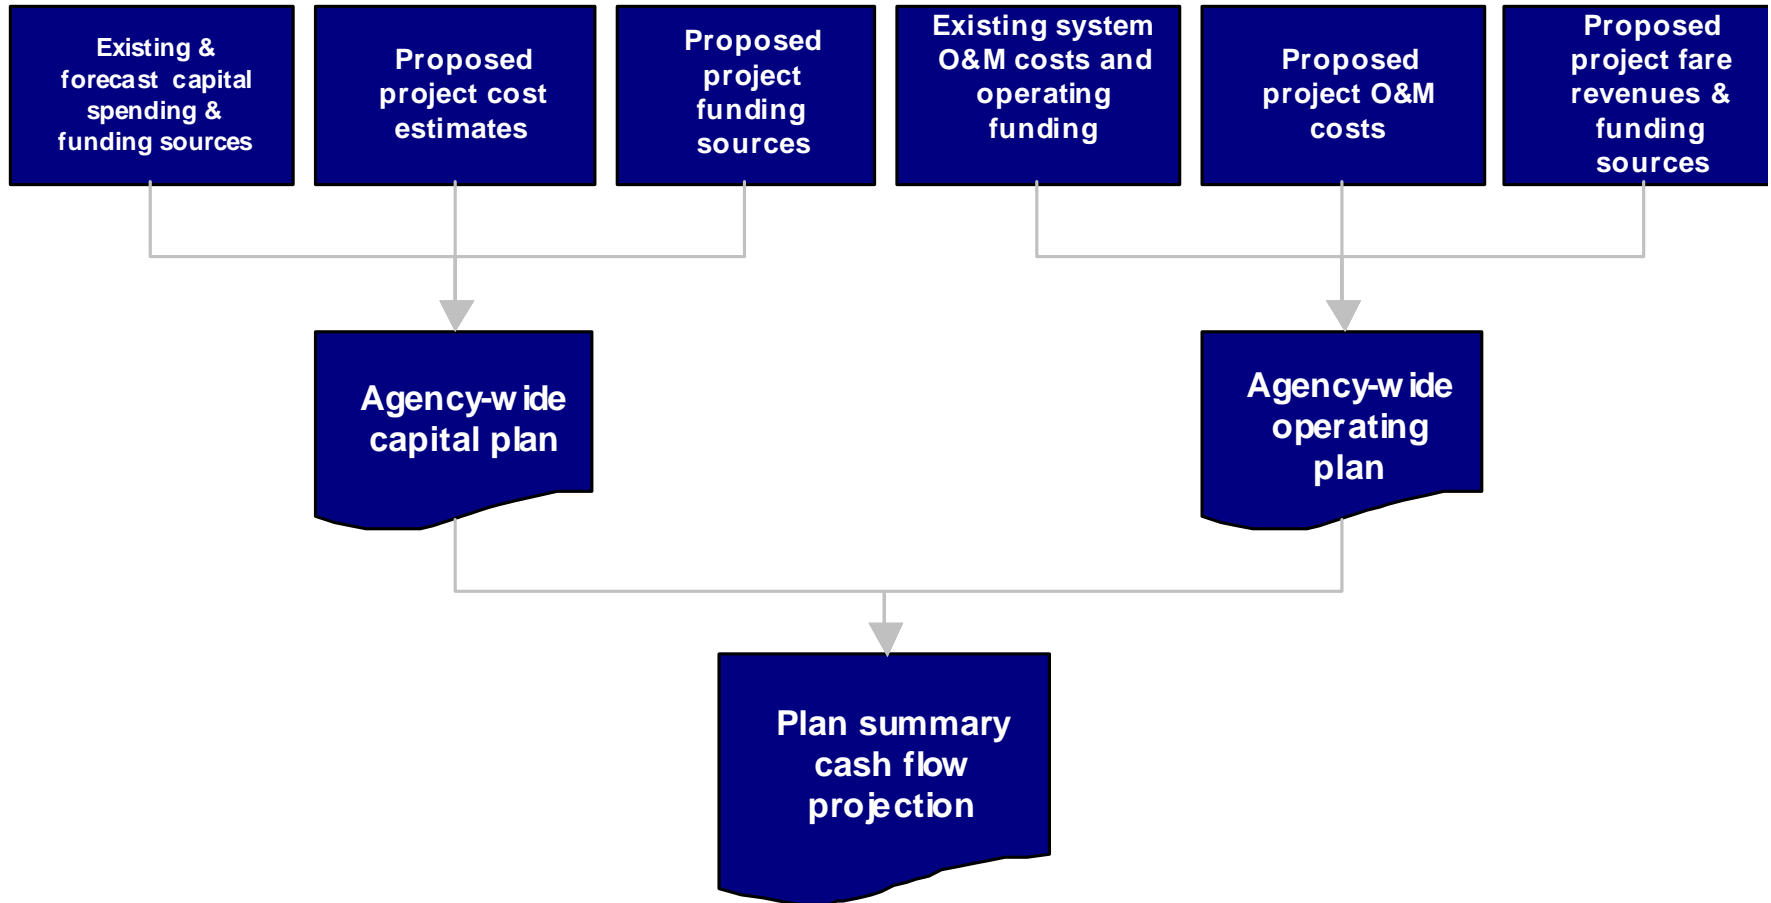 Existing &
forecast capital
spending &
funding sources
Proposed
project cost
estimates
Proposed
project
funding
sources
Existing system
O&M costs and
operating
funding
Proposed
project O&M
costs
Proposed
project fare
revenues &
funding
sources
Agency-wide
capital plan
Agency-wide
operating
plan
Plan summary
cash flow
projection